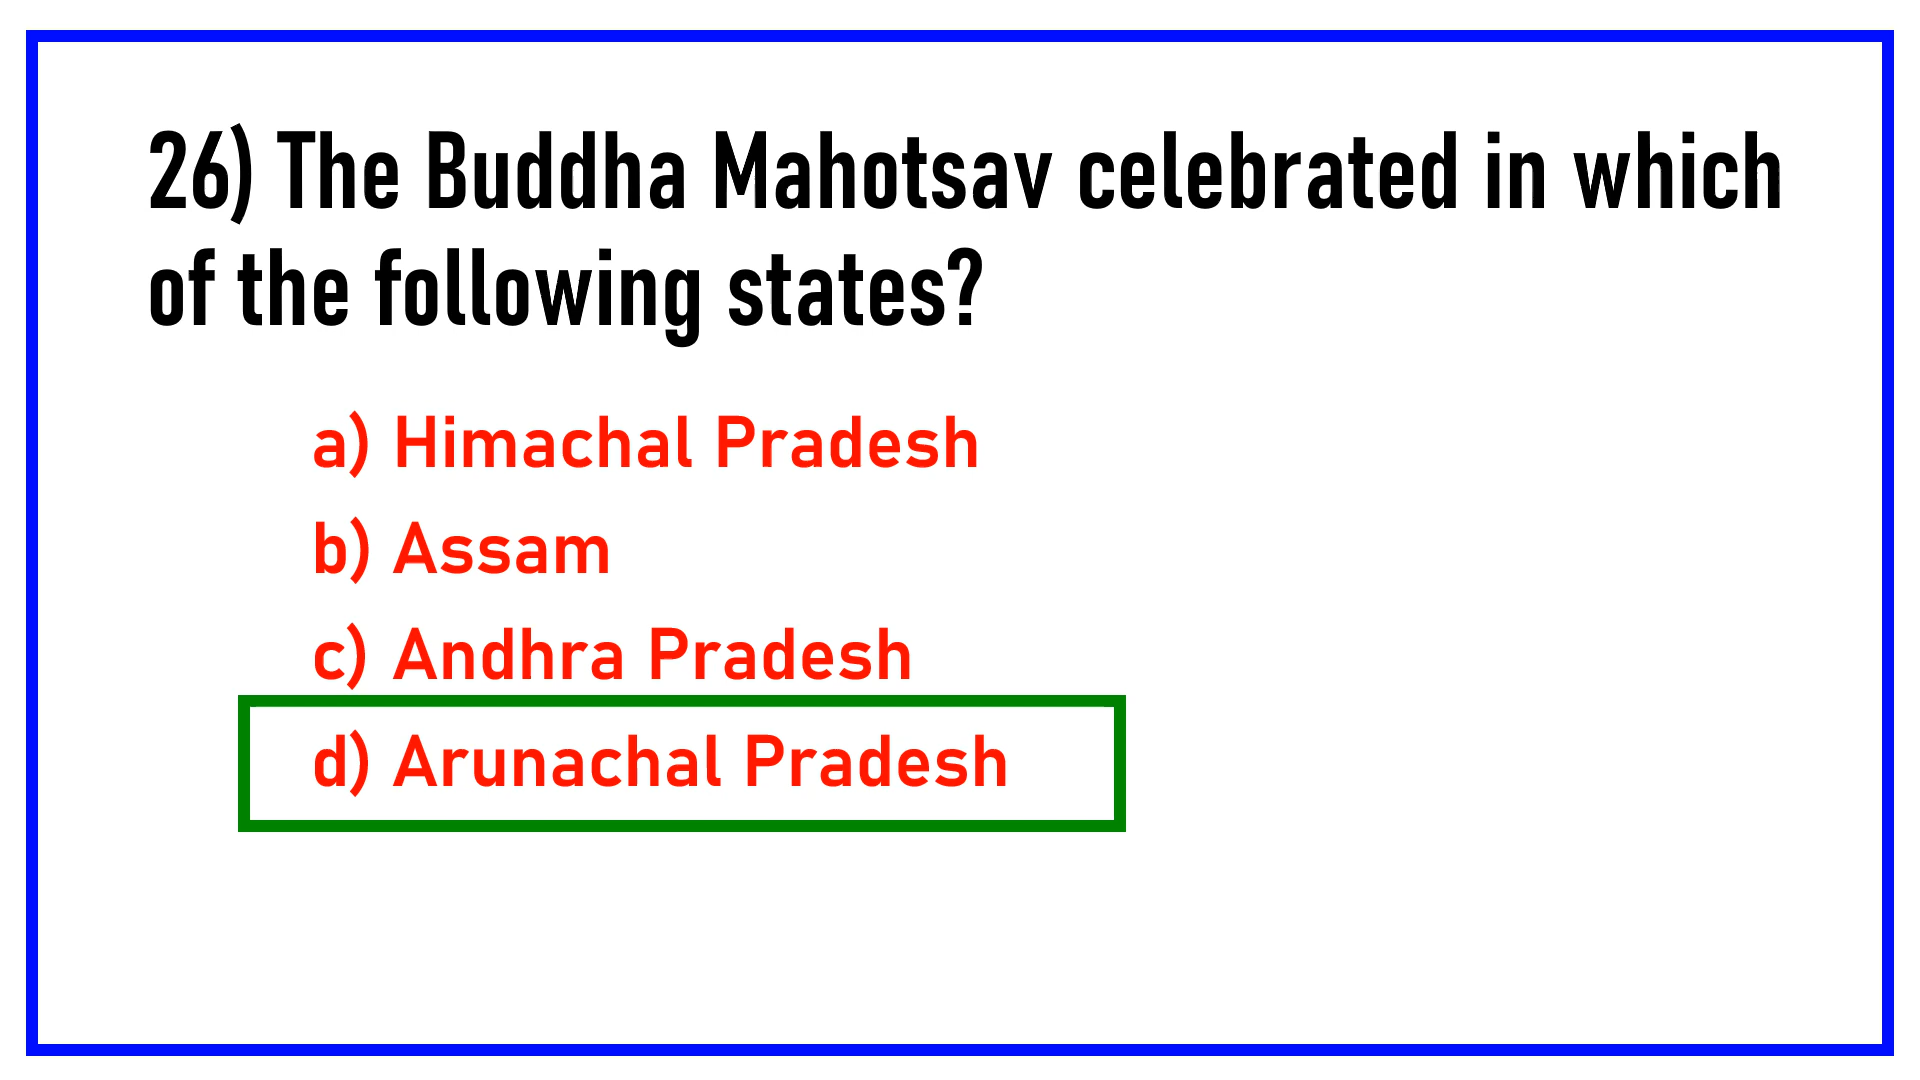 26) The Buddha Mahotsav celebrated in which
of the following states?
a) Himachal Pradesh
b) Assam
c) Andhra Pradesh
d) Arunachal Pradesh